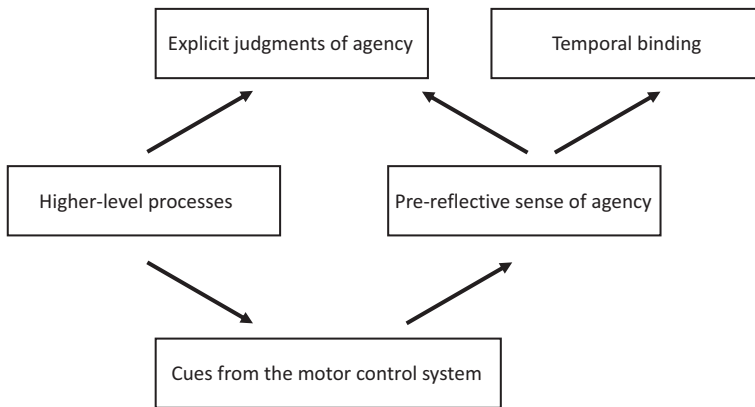 Explicit judgments of agency
Temporal binding
Higher-level processes
Pre-reflective sense of agency
Cues from the motor control system